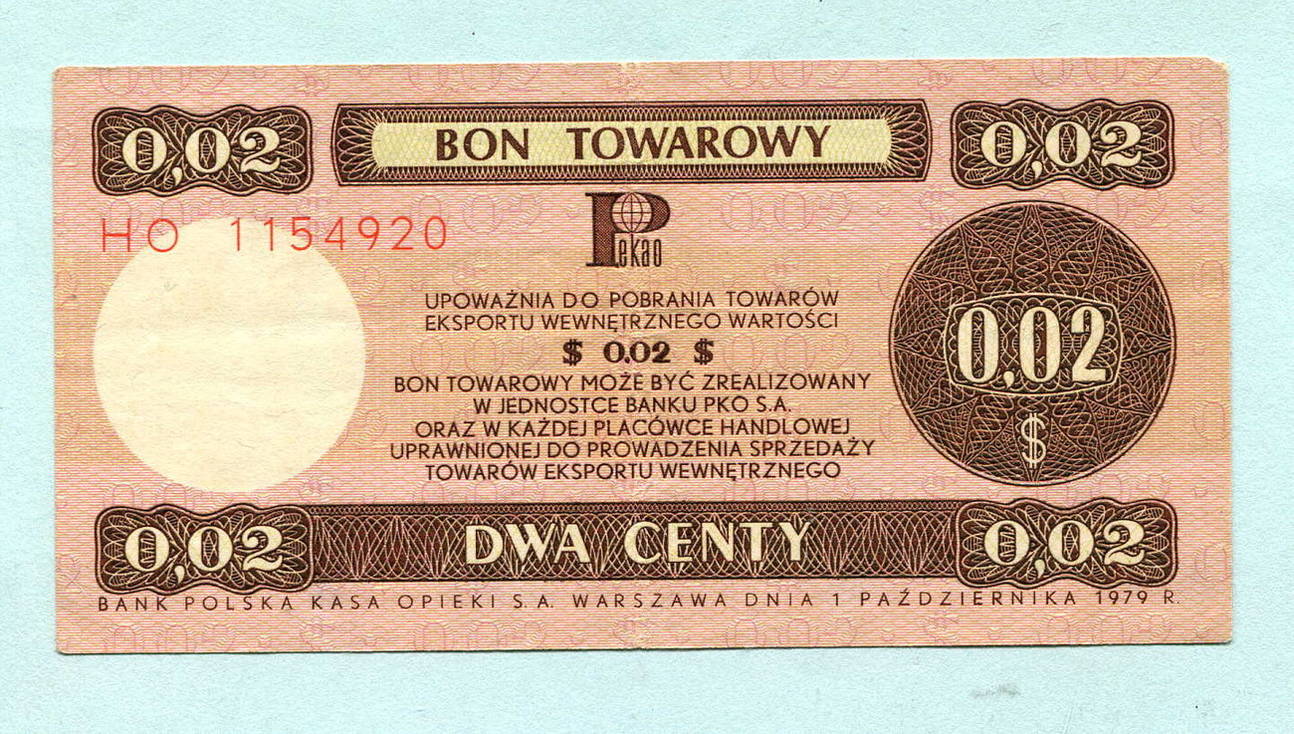 0,02 BON TOWAROWY 0,02
HO 1154920
Pekao
UPOWAŻNIA DO POBRANIA TOWARÓW
EKSPORTU WEWNĘTRZNEGO WARTOŚCI
$ 0.02 $
BON TOWAROWY MOŻE BYĆ ZREALIZOWANY
W JEDNOSTCE BANKU PKO S.A.
ORAZ W KAŻDEJ PLACÓWCE HANDLOWEJ
UPRAWNIONEJ DO PROWADZENIA SPRZEDAŻY
TOWARÓW EKSPORTU WEWNĘTRZNEGO
0,02
$
0,02 DWA CENTY 0,02
BANK POLSKA KASA OPIEKI S.A. WARSZAWA DNIA 1 PAŹDZIERNIKA 1979 R.